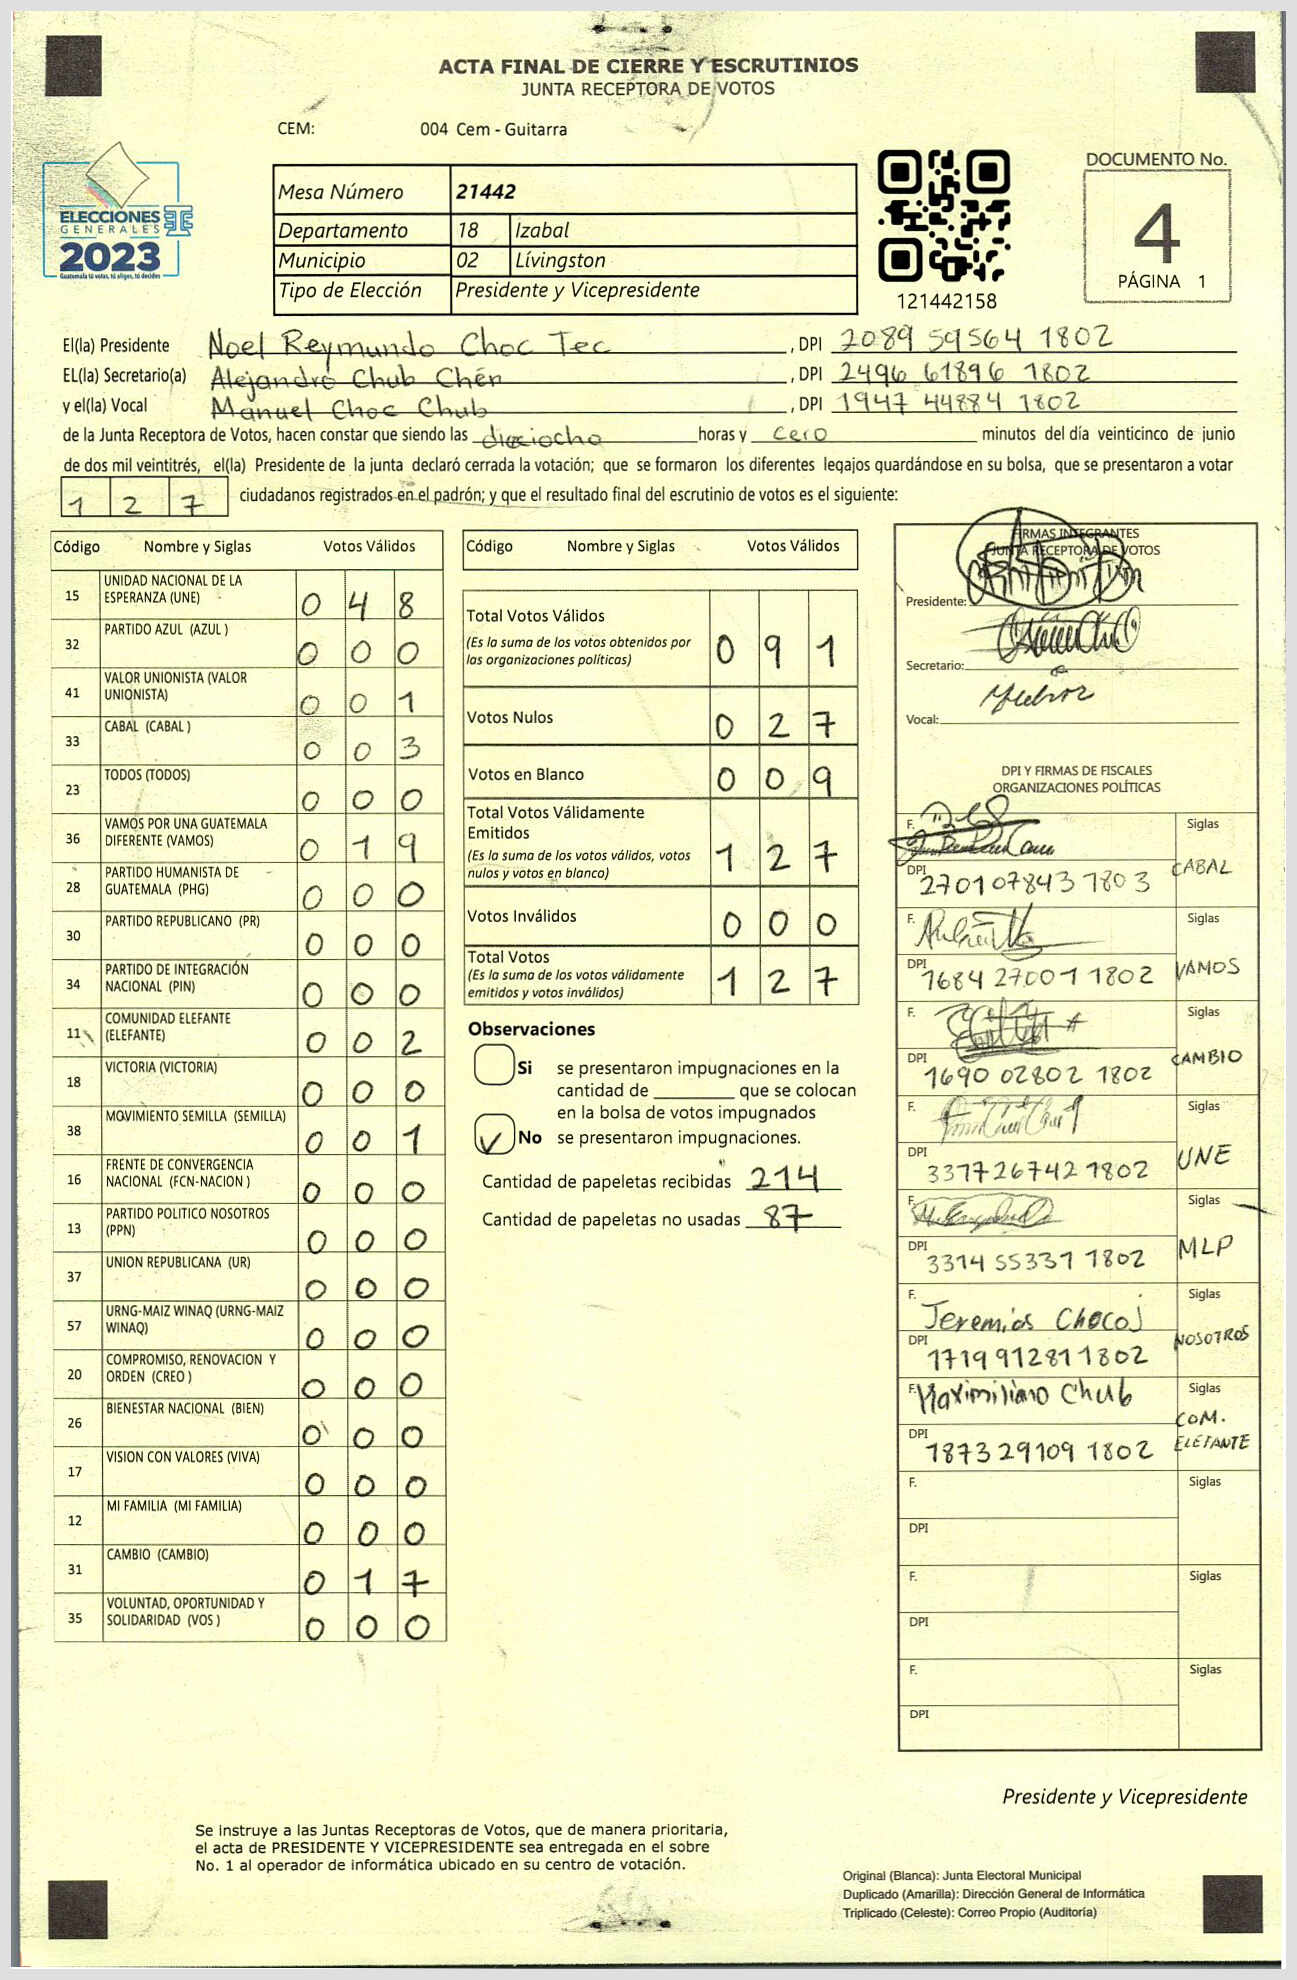 ACTA FINAL DE CIERRE Y ESCRUTINIOS
JUNTA RECEPTORA DE VOTOS
CEM: 004 Cem - Guitarra
ELECCIONES
GENERALES
2023
Guatemala tú votas, tú eliges, tú decides
Mesa Número 21442
Departamento 18 Izabal
Municipio 02 Lívingston
Tipo de Elección Presidente y Vicepresidente
121442158
DOCUMENTO No.
4
PÁGINA 1
El(la) Presidente Noel Reymundo Choc Tec , DPI 2089 59564 1802
EL(la) Secretario(a) Alejandro Chub Chén , DPI 2496 61896 1802
y el(la) Vocal Manuel Choc Chub , DPI 1947 44884 1802
de la Junta Receptora de Votos, hacen constar que siendo las dieciocho horas y cero minutos del día veinticinco de junio
de dos mil veintitrés, el(la) Presidente de la junta declaró cerrada la votación; que se formaron los diferentes legajos guardándose en su bolsa, que se presentaron a votar
1 2 7 ciudadanos registrados en el padrón; y que el resultado final del escrutinio de votos es el siguiente:
Código Nombre y Siglas Votos Válidos
15 UNIDAD NACIONAL DE LA ESPERANZA (UNE) 0 4 8
32 PARTIDO AZUL (AZUL ) 0 0 0
41 VALOR UNIONISTA (VALOR UNIONISTA) 0 0 1
33 CABAL (CABAL ) 0 0 3
23 TODOS (TODOS) 0 0 0
36 VAMOS POR UNA GUATEMALA DIFERENTE (VAMOS) 0 1 9
28 PARTIDO HUMANISTA DE GUATEMALA (PHG) 0 0 0
30 PARTIDO REPUBLICANO (PR) 0 0 0
34 PARTIDO DE INTEGRACIÓN NACIONAL (PIN) 0 0 0
11 COMUNIDAD ELEFANTE (ELEFANTE) 0 0 2
18 VICTORIA (VICTORIA) 0 0 0
38 MOVIMIENTO SEMILLA (SEMILLA) 0 0 1
16 FRENTE DE CONVERGENCIA NACIONAL (FCN-NACION ) 0 0 0
13 PARTIDO POLITICO NOSOTROS (PPN) 0 0 0
37 UNION REPUBLICANA (UR) 0 0 0
57 URNG-MAIZ WINAQ (URNG-MAIZ WINAQ) 0 0 0
20 COMPROMISO, RENOVACION Y ORDEN (CREO ) 0 0 0
26 BIENESTAR NACIONAL (BIEN) 0 0 0
17 VISION CON VALORES (VIVA) 0 0 0
12 MI FAMILIA (MI FAMILIA) 0 0 0
31 CAMBIO (CAMBIO) 0 1 7
35 VOLUNTAD, OPORTUNIDAD Y SOLIDARIDAD (VOS ) 0 0 0
Código Nombre y Siglas Votos Válidos
Total Votos Válidos
(Es la suma de los votos obtenidos por las organizaciones políticas) 0 9 1
Votos Nulos 0 2 7
Votos en Blanco 0 0 9
Total Votos Válidamente Emitidos
(Es la suma de los votos válidos, votos nulos y votos en blanco) 1 2 7
Votos Inválidos 0 0 0
Total Votos
(Es la suma de los votos válidamente emitidos y votos inválidos) 1 2 7
Observaciones
Si se presentaron impugnaciones en la
cantidad de ________ que se colocan
en la bolsa de votos impugnados
No se presentaron impugnaciones.
Cantidad de papeletas recibidas 214
Cantidad de papeletas no usadas 87
FIRMAS INTEGRANTES
JUNTA RECEPTORA DE VOTOS
Presidente:
Secretario:
Vocal:
DPI Y FIRMAS DE FISCALES
ORGANIZACIONES POLÍTICAS
F. Siglas
DPI 2701 07843 1803 CABAL
F. Siglas
DPI 1684 27001 1802 VAMOS
F. Siglas
DPI 1690 02802 1802 CAMBIO
F. Siglas
DPI 3317 26742 1802 UNE
F. Siglas
DPI 3314 55331 1802 MLP
F. Jeremias Chocoj Siglas
DPI 1719 91281 1802 NOSOTROS
F. Maximiliano Chub Siglas
DPI 1873 29109 1802 COM. ELEFANTE
F. Siglas
DPI
F. Siglas
DPI
F. Siglas
DPI
Presidente y Vicepresidente
Se instruye a las Juntas Receptoras de Votos, que de manera prioritaria,
el acta de PRESIDENTE Y VICEPRESIDENTE sea entregada en el sobre
No. 1 al operador de informática ubicado en su centro de votación.
Original (Blanca): Junta Electoral Municipal
Duplicado (Amarilla): Dirección General de Informática
Triplicado (Celeste): Correo Propio (Auditoría)